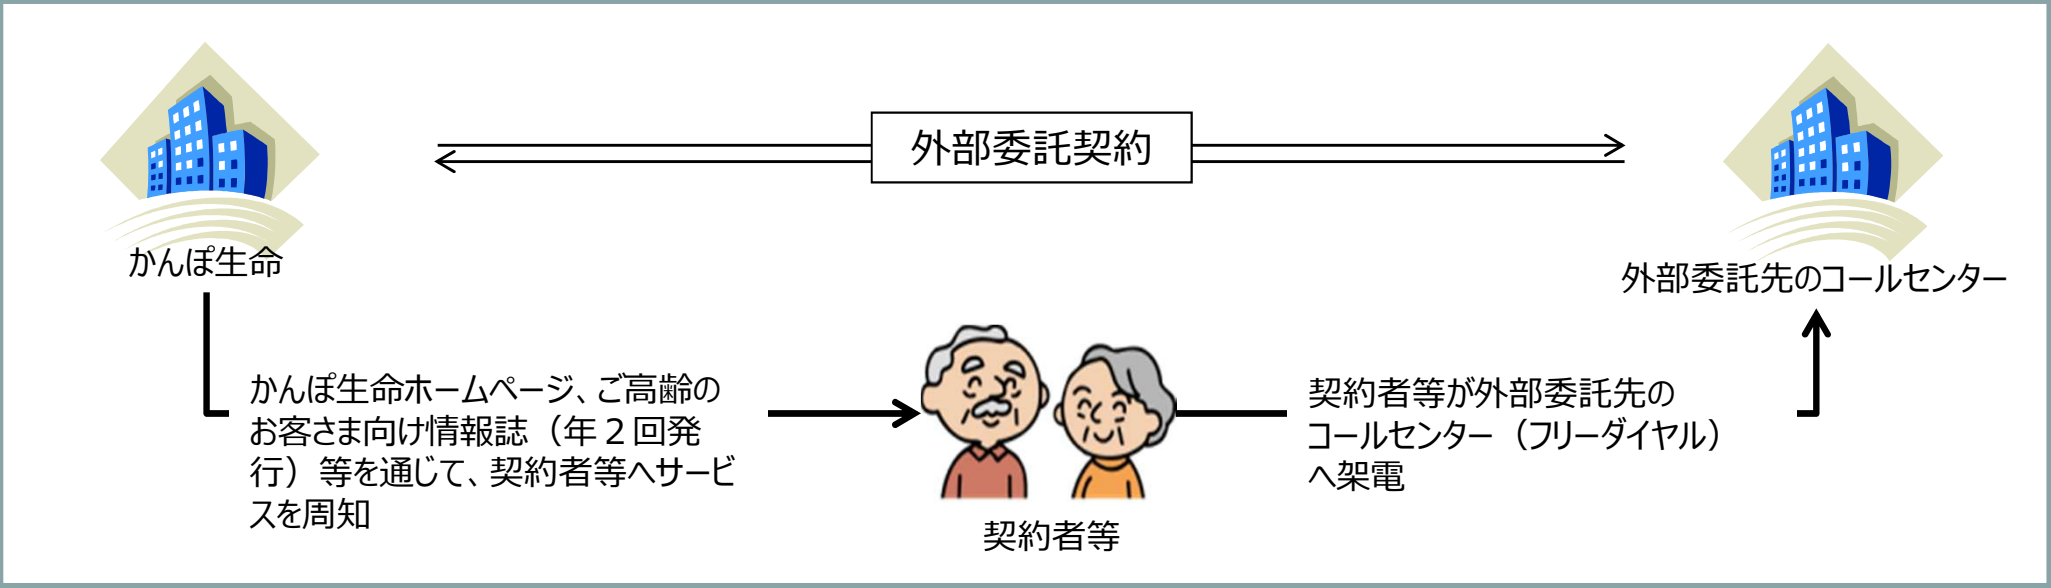 外部委託契約
かんぽ生命
外部委託先のコールセンター
かんぽ生命ホームページ、ご高齢の
お客さま向け情報誌（年２回発
行）等を通じて、契約者等へサービ
スを周知
契約者等
契約者等が外部委託先の
コールセンター（フリーダイヤル）
へ架電